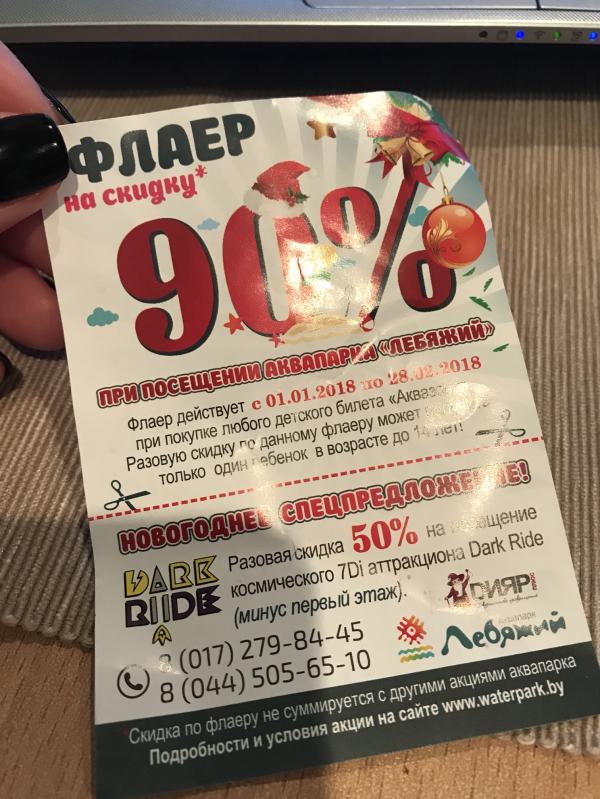 ФЛАЕР
на скидку*
90%
ПРИ ПОСЕЩЕНИИ АКВАПАРКА «ЛЕБЯЖИЙ»
Флаер действует с 01.01.2018 по 28.02.2018
при покупке любого детского билета
Разовую скидку по данному флаеру может
только один ребенок в возрасте до 14 лет!
НОВОГОДНЕЕ СПЕЦПРЕДЛОЖЕНИЕ!
DARK RIDE
Разовая скидка 50% на посещение
космического 7Di аттракциона Dark Ride
(минус первый этаж).
ДИЯР
аквапарк
Лебяжий
8 (017) 279-84-45
8 (044) 505-65-10
*Скидка по флаеру не суммируется с другими акциями аквапарка
Подробности и условия акции на сайте www.waterpark.by